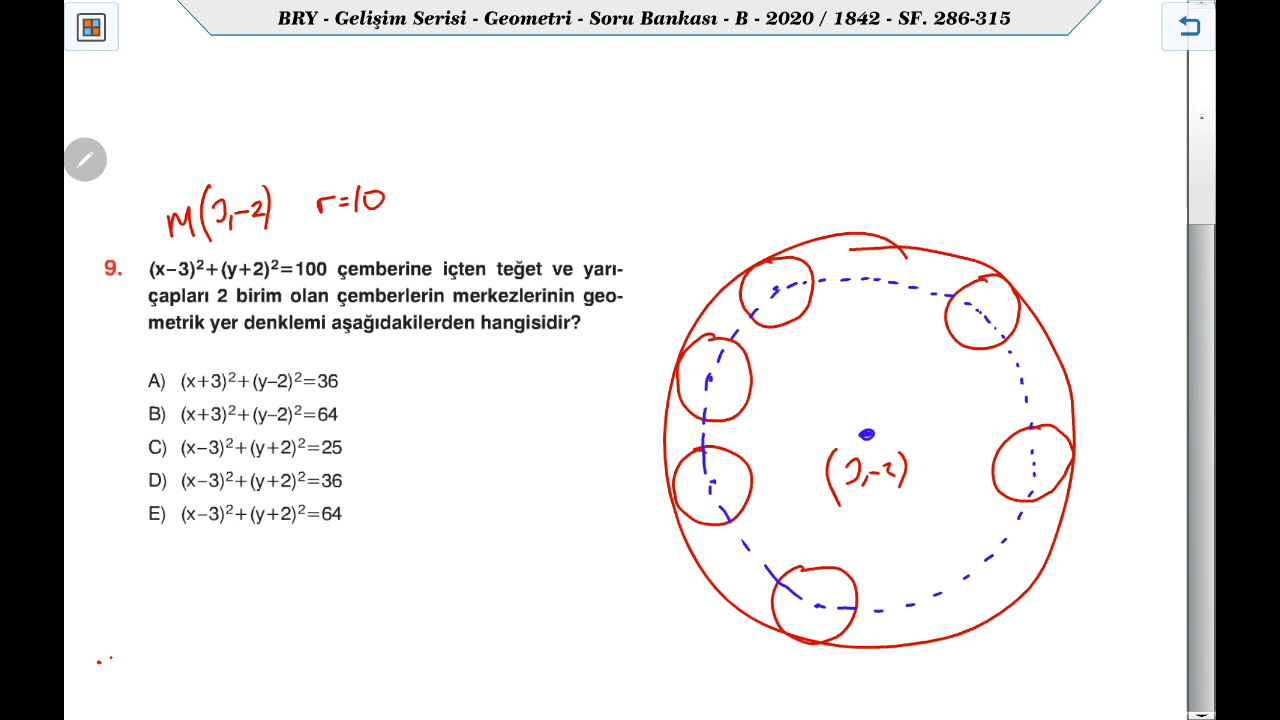 BRY - Gelişim Serisi - Geometri - Soru Bankası - B - 2020 / 1842 - SF. 286-315
M(3,-2) r=10
9. (x−3)²+(y+2)²=100 çemberine içten teğet ve yarı-
çapları 2 birim olan çemberlerin merkezlerinin geo-
metrik yer denklemi aşağıdakilerden hangisidir?
A) (x+3)²+(y−2)²=36
B) (x+3)²+(y−2)²=64
C) (x−3)²+(y+2)²=25
D) (x−3)²+(y+2)²=36
E) (x−3)²+(y+2)²=64
(3,-2)